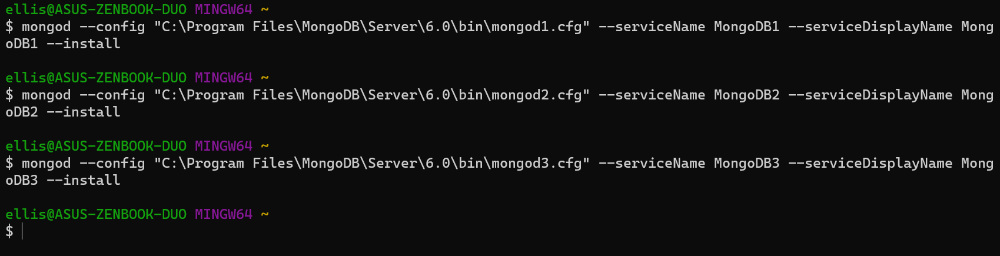 ellis@ASUS-ZENBOOK-DUO MINGW64 ~
$ mongod --config "C:\Program Files\MongoDB\Server\6.0\bin\mongod1.cfg" --serviceName MongoDB1 --serviceDisplayName Mong
oDB1 --install
ellis@ASUS-ZENBOOK-DUO MINGW64 ~
$ mongod --config "C:\Program Files\MongoDB\Server\6.0\bin\mongod2.cfg" --serviceName MongoDB2 --serviceDisplayName Mong
oDB2 --install
ellis@ASUS-ZENBOOK-DUO MINGW64 ~
$ mongod --config "C:\Program Files\MongoDB\Server\6.0\bin\mongod3.cfg" --serviceName MongoDB3 --serviceDisplayName Mong
oDB3 --install
ellis@ASUS-ZENBOOK-DUO MINGW64 ~
$